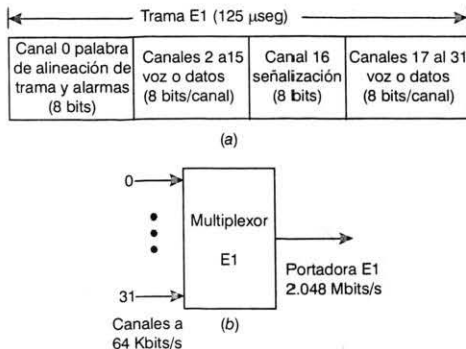 Trama E1 (125 µseg)
Canal 0 palabra
de alineación de
trama y alarmas
(8 bits)
Canales 2 a15
voz o datos
(8 bits/canal)
Canal 16
señalización
(8 bits)
Canales 17 al 31
voz o datos
(8 bits/canal)
(a)
0
Multiplexor
E1
Portadora E1
2.048 Mbits/s
31
Canales a
64 Kbits/s
(b)